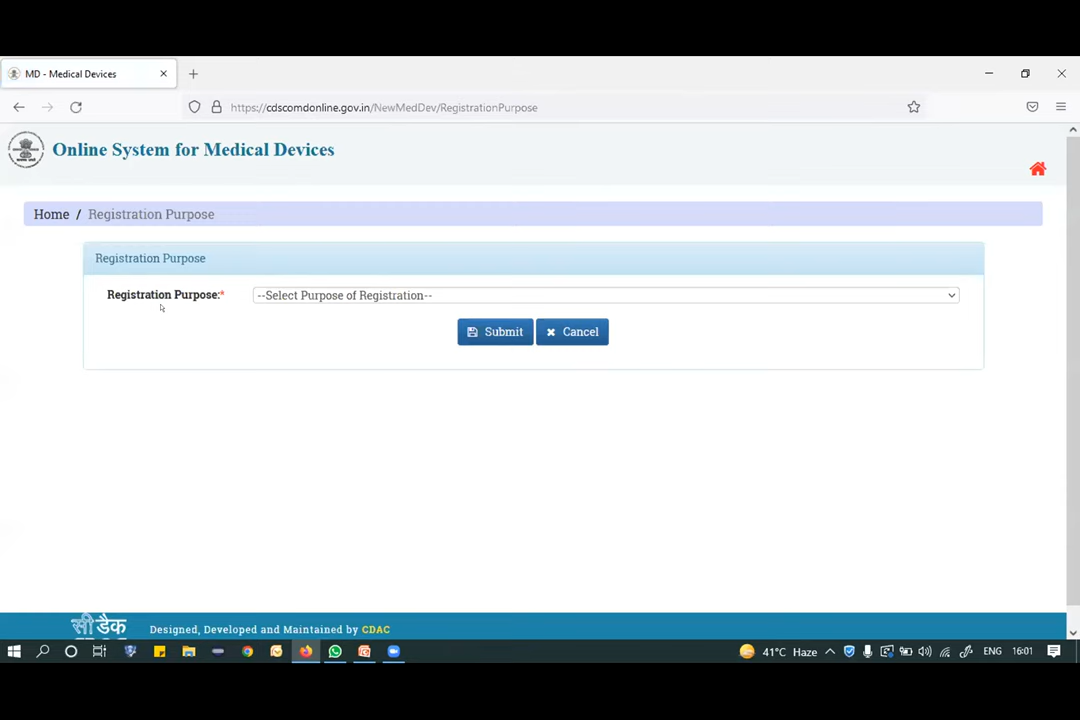 MD - Medical Devices
https://cdscomdonline.gov.in/NewMedDev/RegistrationPurpose
Online System for Medical Devices
Home / Registration Purpose
Registration Purpose
Registration Purpose:* --Select Purpose of Registration--
Submit Cancel
सी डैक Designed, Developed and Maintained by CDAC
41°C Haze ENG 16:01